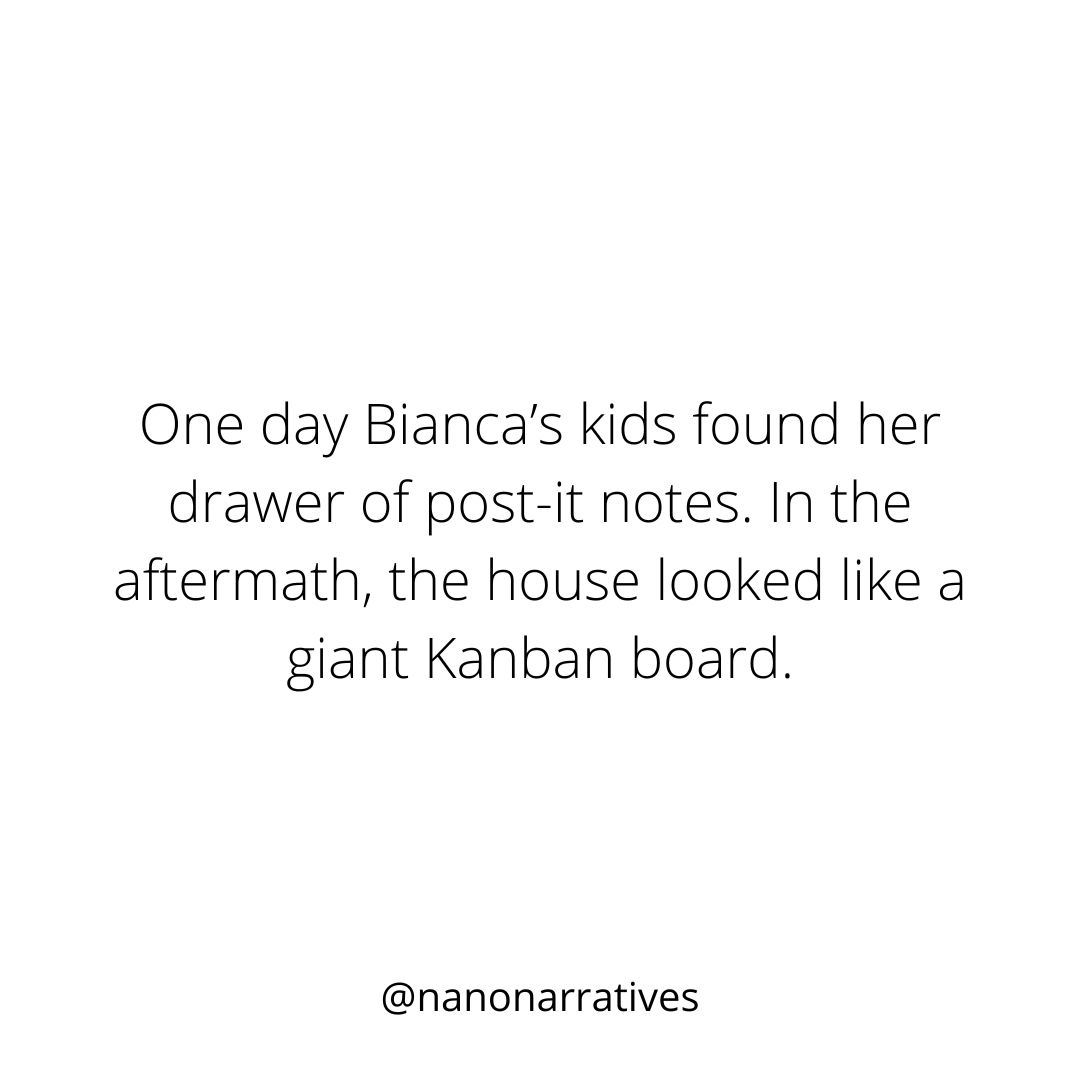 One day Bianca’s kids found her
drawer of post-it notes. In the
aftermath, the house looked like a
giant Kanban board.
@nanonarratives